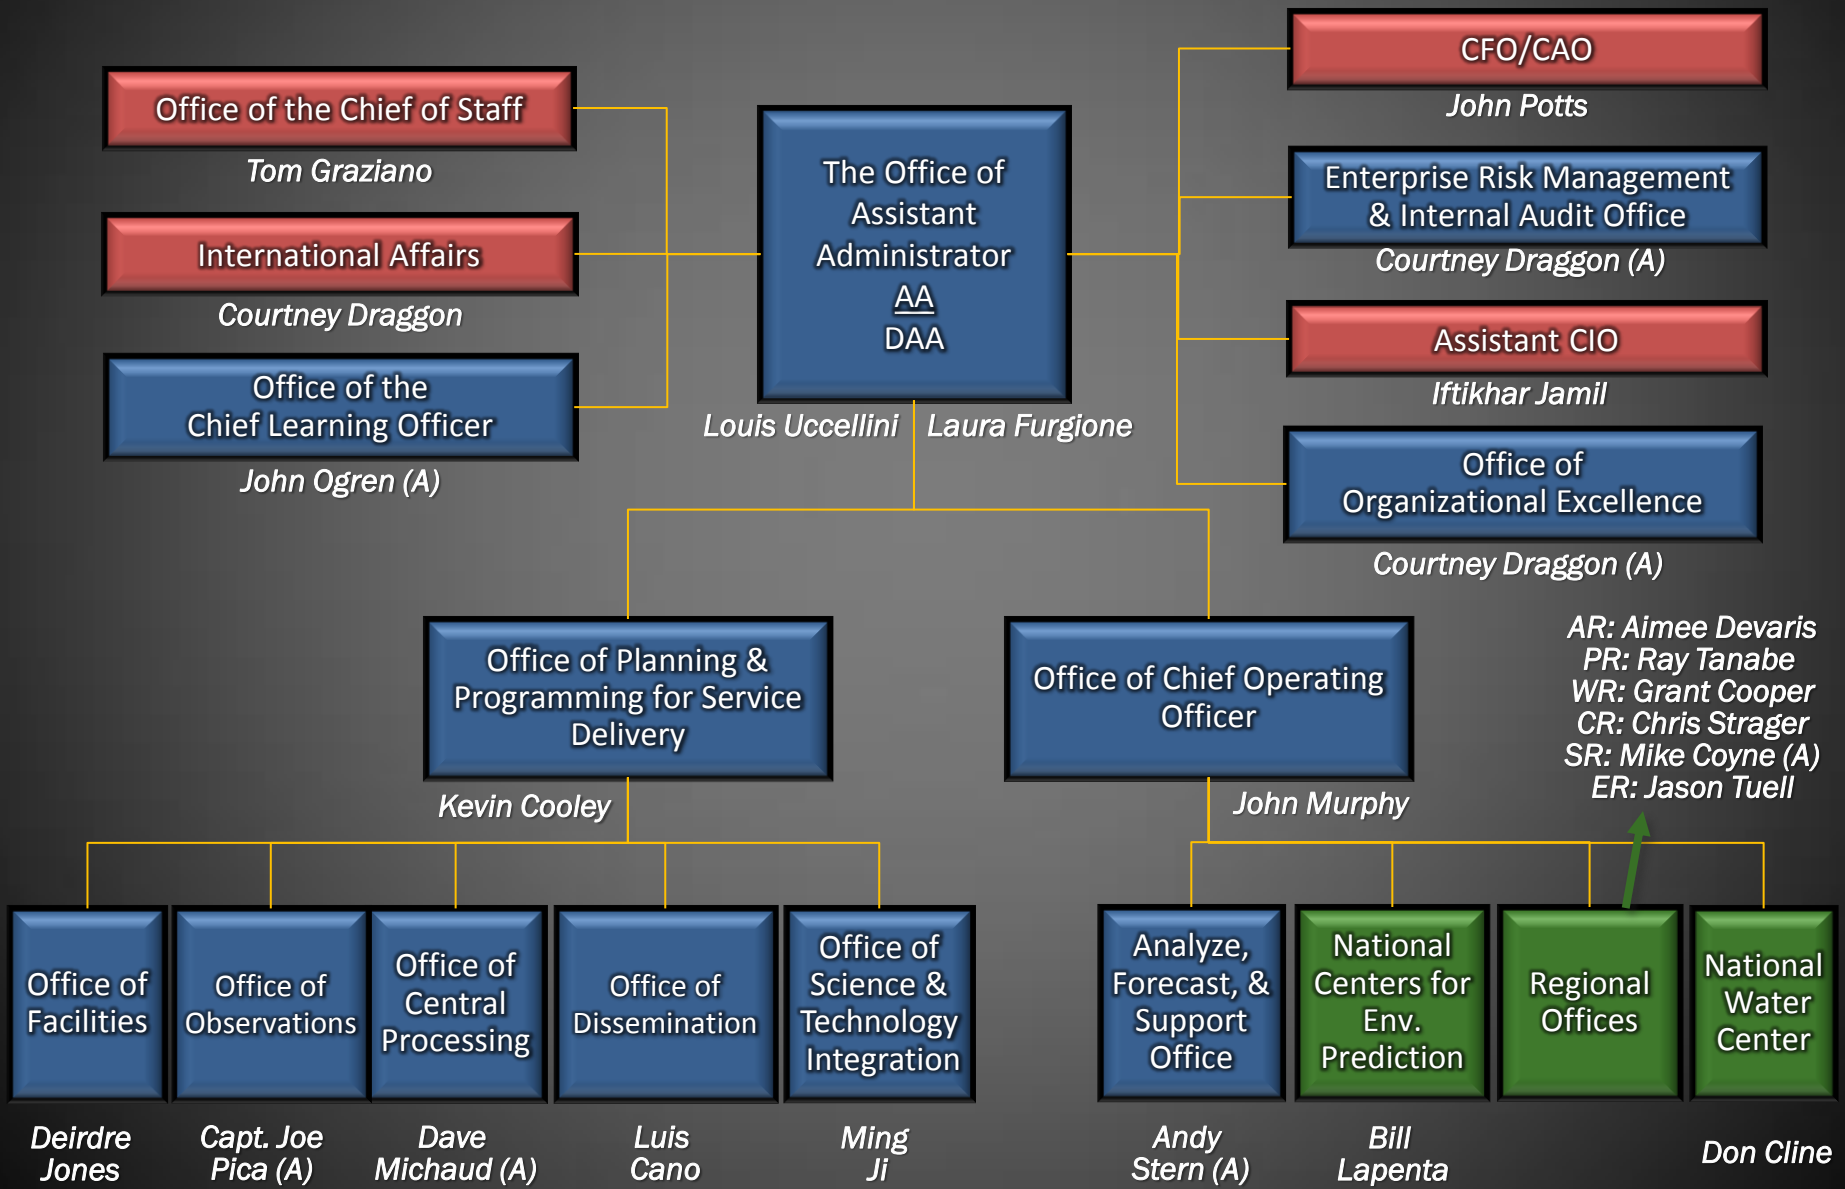 CFO/CAO
John Potts
Office of the Chief of Staff
Tom Graziano
The Office of
Assistant
Administrator
AA
DAA
Louis Uccellini
Laura Furgione
Enterprise Risk Management
& Internal Audit Office
Courtney Draggon (A)
International Affairs
Courtney Draggon
Assistant CIO
Iftikhar Jamil
Office of the
Chief Learning Officer
John Ogren (A)
Office of
Organizational Excellence
Courtney Draggon (A)
Office of Planning &
Programming for Service
Delivery
Kevin Cooley
Office of Chief Operating
Officer
John Murphy
AR: Aimee Devaris
PR: Ray Tanabe
WR: Grant Cooper
CR: Chris Strager
SR: Mike Coyne (A)
ER: Jason Tuell
Office of
Facilities
Deirdre
Jones
Office of
Observations
Capt. Joe
Pica (A)
Office of
Central
Processing
Dave
Michaud (A)
Office of
Dissemination
Luis
Cano
Office of
Science &
Technology
Integration
Ming
Ji
Analyze,
Forecast, &
Support
Office
Andy
Stern (A)
National
Centers for
Env.
Prediction
Bill
Lapenta
Regional
Offices
National
Water
Center
Don Cline